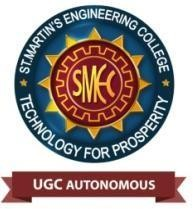 ST.MARTIN'S ENGINEERING COLLEGE
SMEC
TECHNOLOGY FOR PROSPERITY
UGC AUTONOMOUS